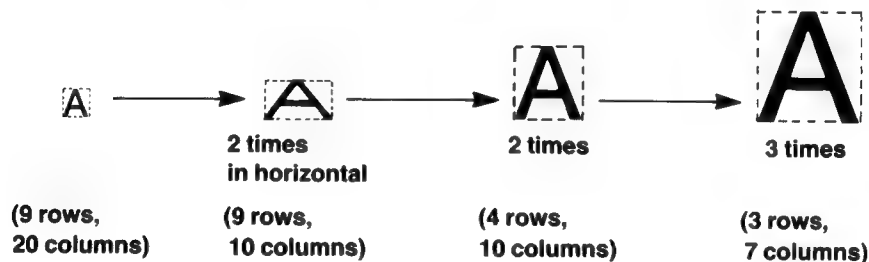 A A A A
2 times
in horizontal
2 times
3 times
(9 rows,
20 columns)
(9 rows,
10 columns)
(4 rows,
10 columns)
(3 rows,
7 columns)